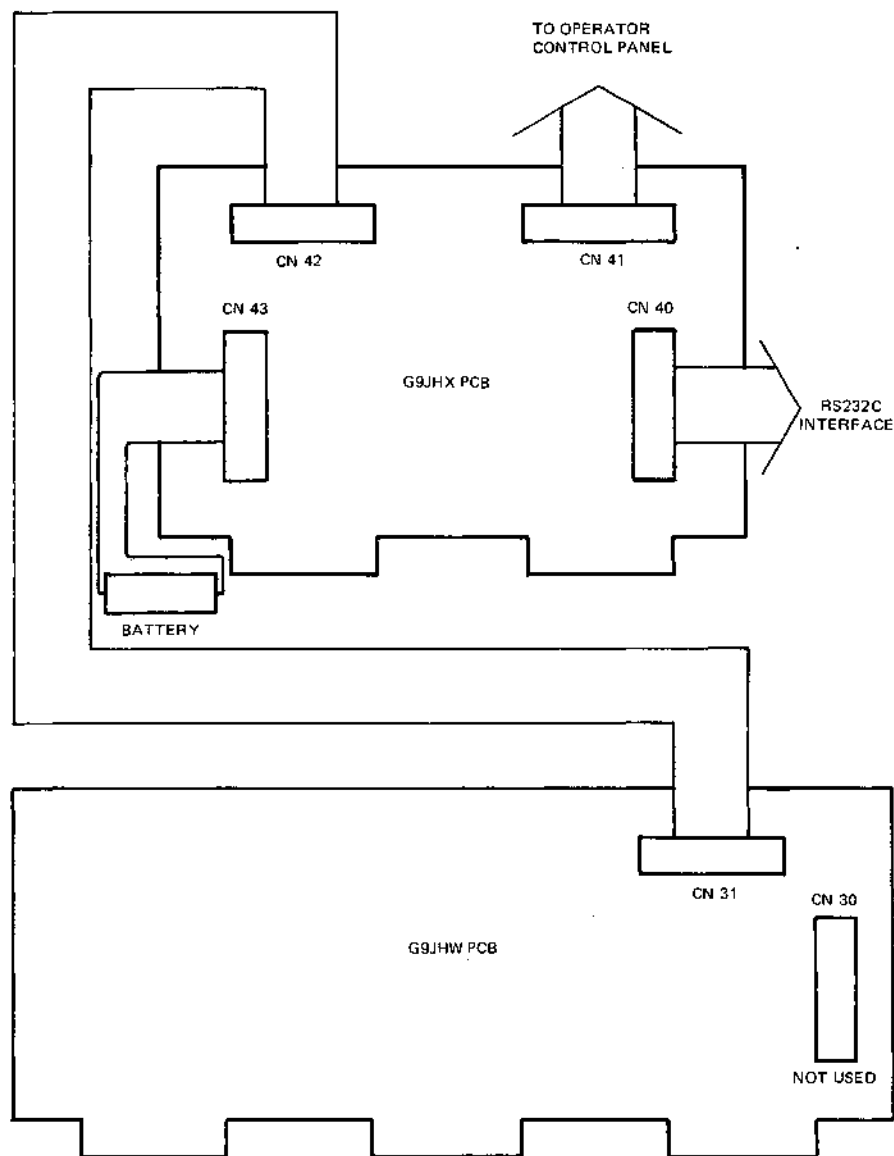 TO OPERATOR
CONTROL PANEL
CN 42
CN 41
CN 43
CN 40
G9JHX PCB
RS232C
INTERFACE
BATTERY
CN 31
CN 30
G9JHW PCB
NOT USED